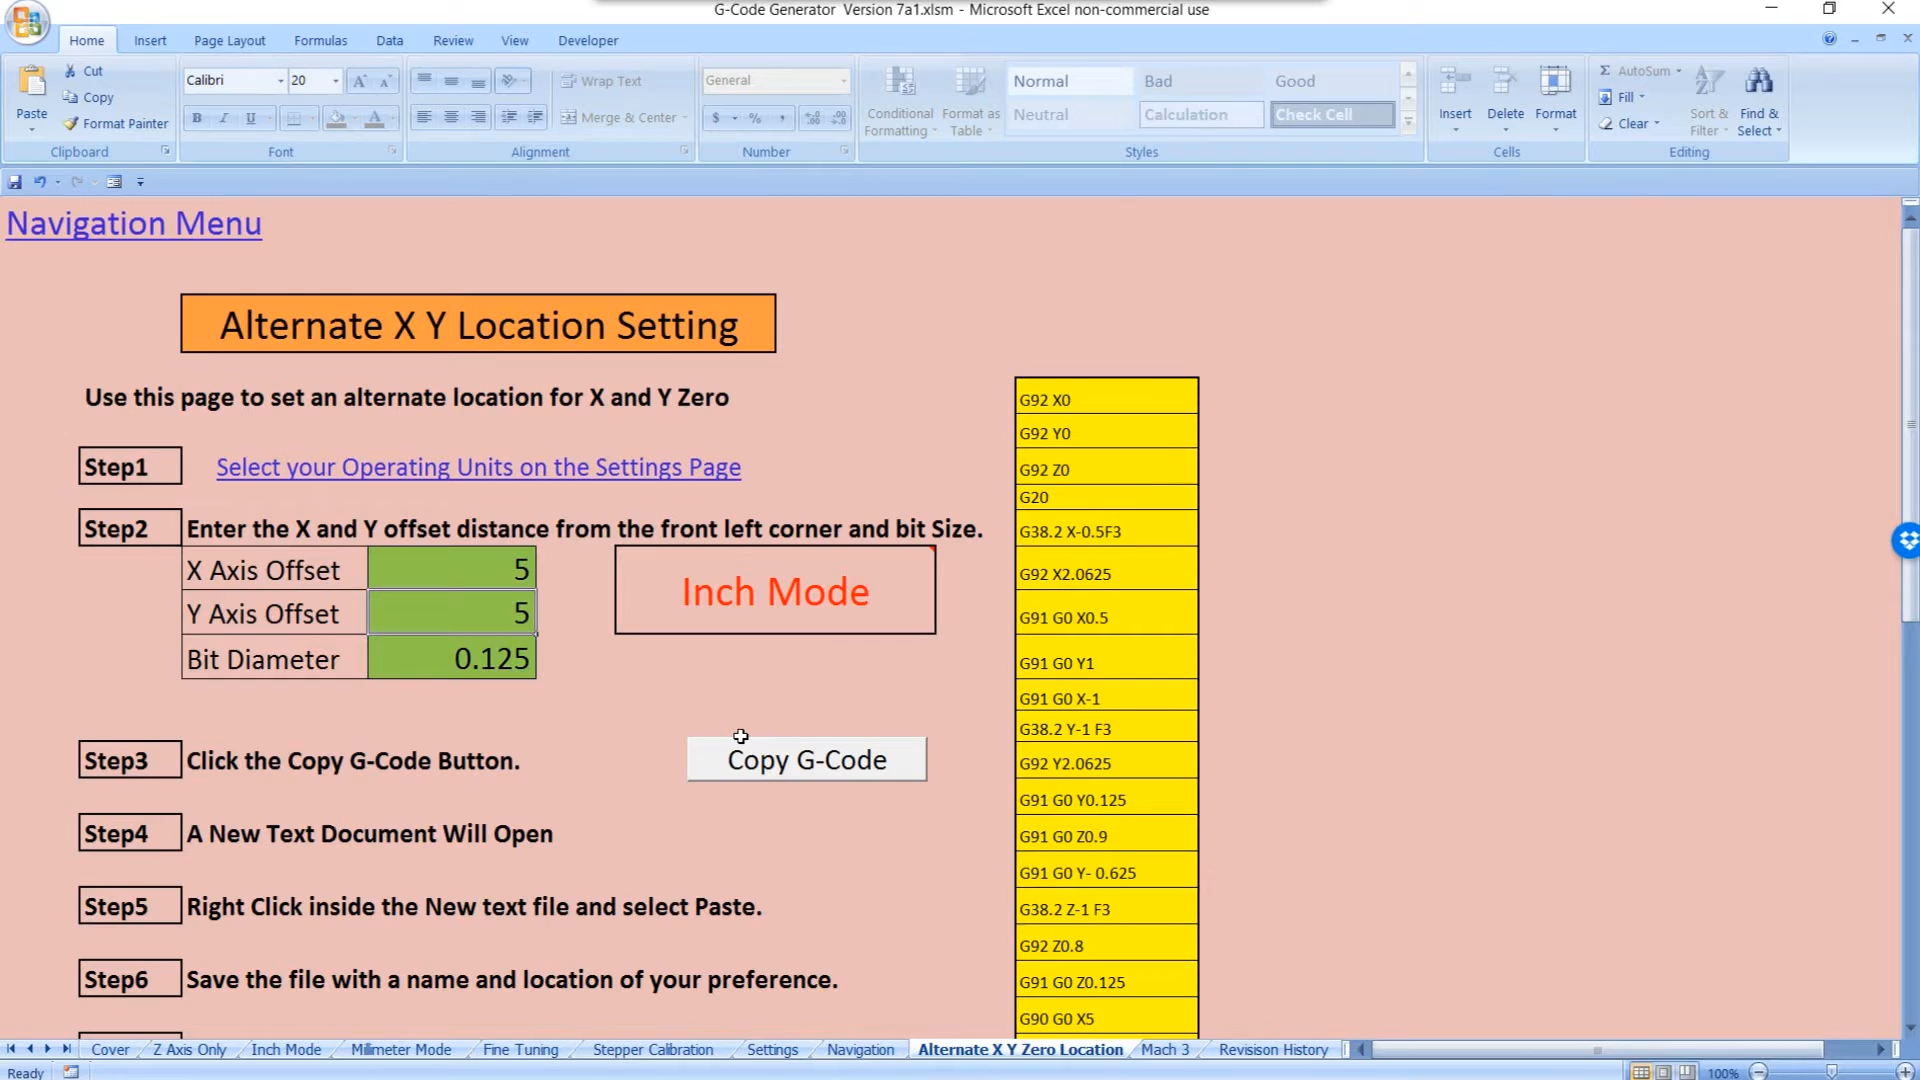 G-Code Generator Version 7a1.xlsm - Microsoft Excel non-commercial use
Home Insert Page Layout Formulas Data Review View Developer
Paste
Cut
Copy
Format Painter
Clipboard
Calibri 20
B I U
Font
Wrap Text
Merge & Center
Alignment
General
$ % ,
Number
Conditional Formatting
Format as Table
Normal Bad Good
Neutral Calculation Check Cell
Styles
Insert Delete Format
Cells
AutoSum
Fill
Clear
Sort & Filter
Find & Select
Editing
Navigation Menu
Alternate X Y Location Setting
Use this page to set an alternate location for X and Y Zero
Step1 Select your Operating Units on the Settings Page
Step2 Enter the X and Y offset distance from the front left corner and bit Size.
X Axis Offset 5
Y Axis Offset 5
Bit Diameter 0.125
Inch Mode
Step3 Click the Copy G-Code Button.
Copy G-Code
Step4 A New Text Document Will Open
Step5 Right Click inside the New text file and select Paste.
Step6 Save the file with a name and location of your preference.
G92 X0
G92 Y0
G92 Z0
G20
G38.2 X-0.5F3
G92 X2.0625
G91 G0 X0.5
G91 G0 Y1
G91 G0 X-1
G38.2 Y-1 F3
G92 Y2.0625
G91 G0 Y0.125
G91 G0 Z0.9
G91 G0 Y- 0.625
G38.2 Z-1 F3
G92 Z0.8
G91 G0 Z0.125
G90 G0 X5
Cover Z Axis Only Inch Mode Millimeter Mode Fine Tuning Stepper Calibration Settings Navigation Alternate X Y Zero Location Mach 3 Revisison History
Ready 100%